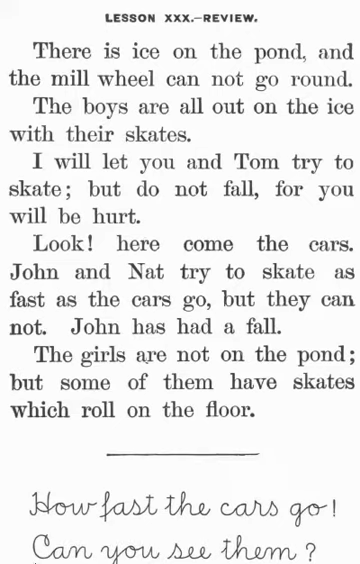 LESSON XXX.—REVIEW.
There is ice on the pond, and
the mill wheel can not go round.
The boys are all out on the ice
with their skates.
I will let you and Tom try to
skate; but do not fall, for you
will be hurt.
Look! here come the cars.
John and Nat try to skate as
fast as the cars go, but they can
not. John has had a fall.
The girls are not on the pond;
but some of them have skates
which roll on the floor.
How fast the cars go!
Can you see them?